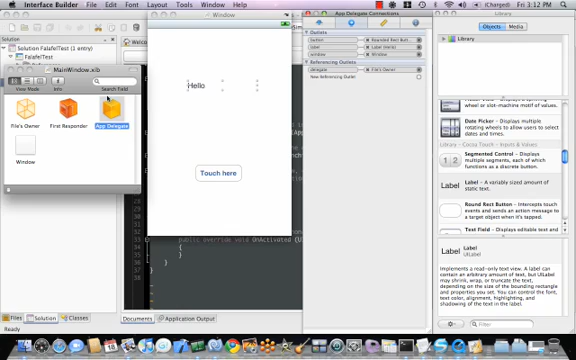 Interface Builder File Edit Font Layout Tools Window Help (Charged) Fri 3:12 PM
Solution
Solution FalafelTest (1 entry)
FalafelTest
MainWindow.xib
View Mode Info Search Field
File's Owner First Responder App Delegate
Window
Welcome
Window
Hello
Touch here
App Delegate Connections
Outlets
button Rounded Rect Butt...
label Label (Hello)
window Window
Referencing Outlets
delegate File's Owner
New Referencing Outlet
Library
Objects Media
Library
Date Picker - Displays multiple rotating wheels to allow users to select dates and times.
Library - Cocoa Touch - Inputs & Values
Segmented Control - Displays multiple segments, each of which functions as a discrete button.
Label Label - A variably sized amount of static text.
Round Rect Button - Intercepts touch events and sends an action message to a target object when it's tapped.
Text Field - Displays editable text and
Label
Label UILabel
Implements a read-only text view. A label can contain an arbitrary amount of text, but UILabel may shrink, wrap, or truncate the text, depending on the size of the bounding rectangle and properties you set. You can control the font, text color, alignment, highlighting, and shadowing of the text in the label.
Filter
33 public override void OnActivated (U
34 {
35 }
36 }
37 }
Files Solution Classes Documents Application Output
Ready